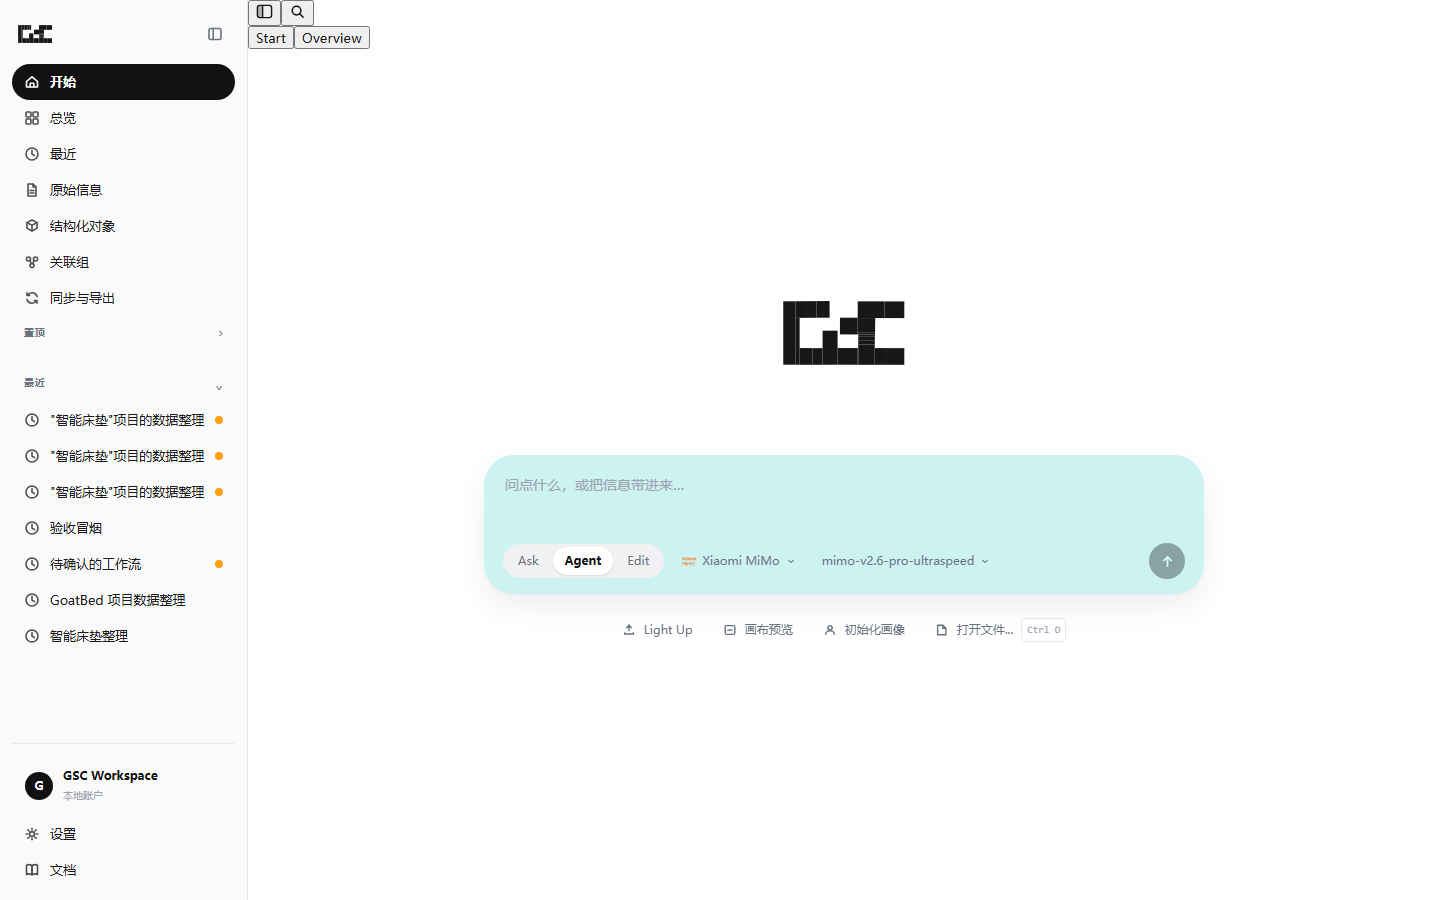 开始
总览
最近
原始信息
结构化对象
关联组
同步与导出
置顶
最近
"智能床垫"项目的数据整理
"智能床垫"项目的数据整理
"智能床垫"项目的数据整理
验收冒烟
待确认的工作流
GoatBed 项目数据整理
智能床垫整理
G
GSC Workspace
本地账户
设置
文档
Start Overview
GSC
问点什么，或把信息带进来...
Ask Agent Edit Xiaomi MiMo mimo-v2.6-pro-ultraspeed
Light Up 画布预览 初始化画像 打开文件... Ctrl O